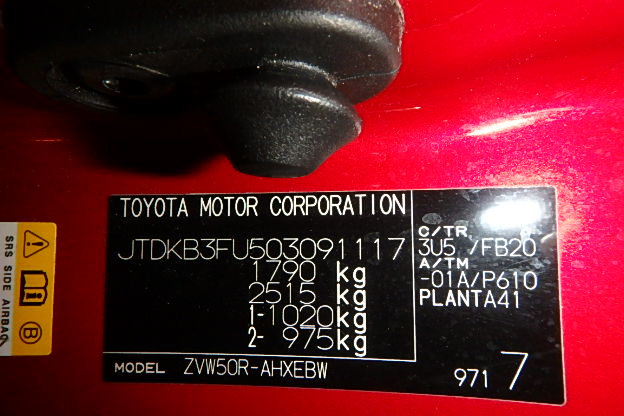 TOYOTA MOTOR CORPORATION
JTDKB3FU503091117
1790 kg
2515 kg
1-1020kg
2- 975kg
MODEL ZVW50R-AHXEBW
C/TR.
3U5 /FB20
A/TM
-01A/P610
PLANTA41
971 7
SRS SIDE AIRBAG
B